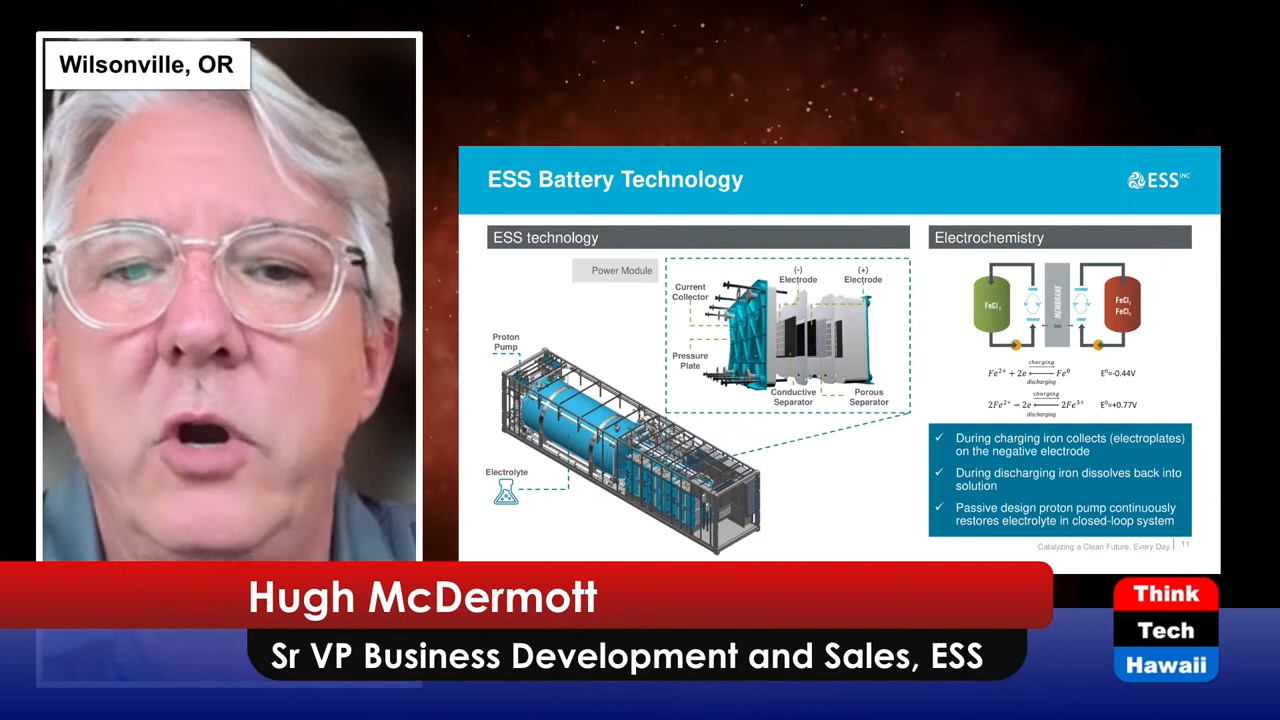 Wilsonville, OR
ESS Battery Technology
ESS INC
ESS technology
Electrochemistry
Power Module
(-)
Electrode
(+)
Electrode
Current
Collector
Proton
Pump
Pressure
Plate
Conductive
Separator
Porous
Separator
Electrolyte
FeCl₂
MEMBRANE
FeCl₃
FeCl₂
charging
Fe²⁺ + 2e ⟵ Fe⁰ E⁰=-0.44V
discharging
charging
2Fe²⁺ − 2e ⟵ 2Fe³⁺ E⁰=+0.77V
discharging
✓ During charging iron collects (electroplates)
on the negative electrode
✓ During discharging iron dissolves back into
solution
✓ Passive design proton pump continuously
restores electrolyte in closed-loop system
Catalyzing a Clean Future. Every Day. 11
Hugh McDermott
Sr VP Business Development and Sales, ESS
Think
Tech
Hawaii